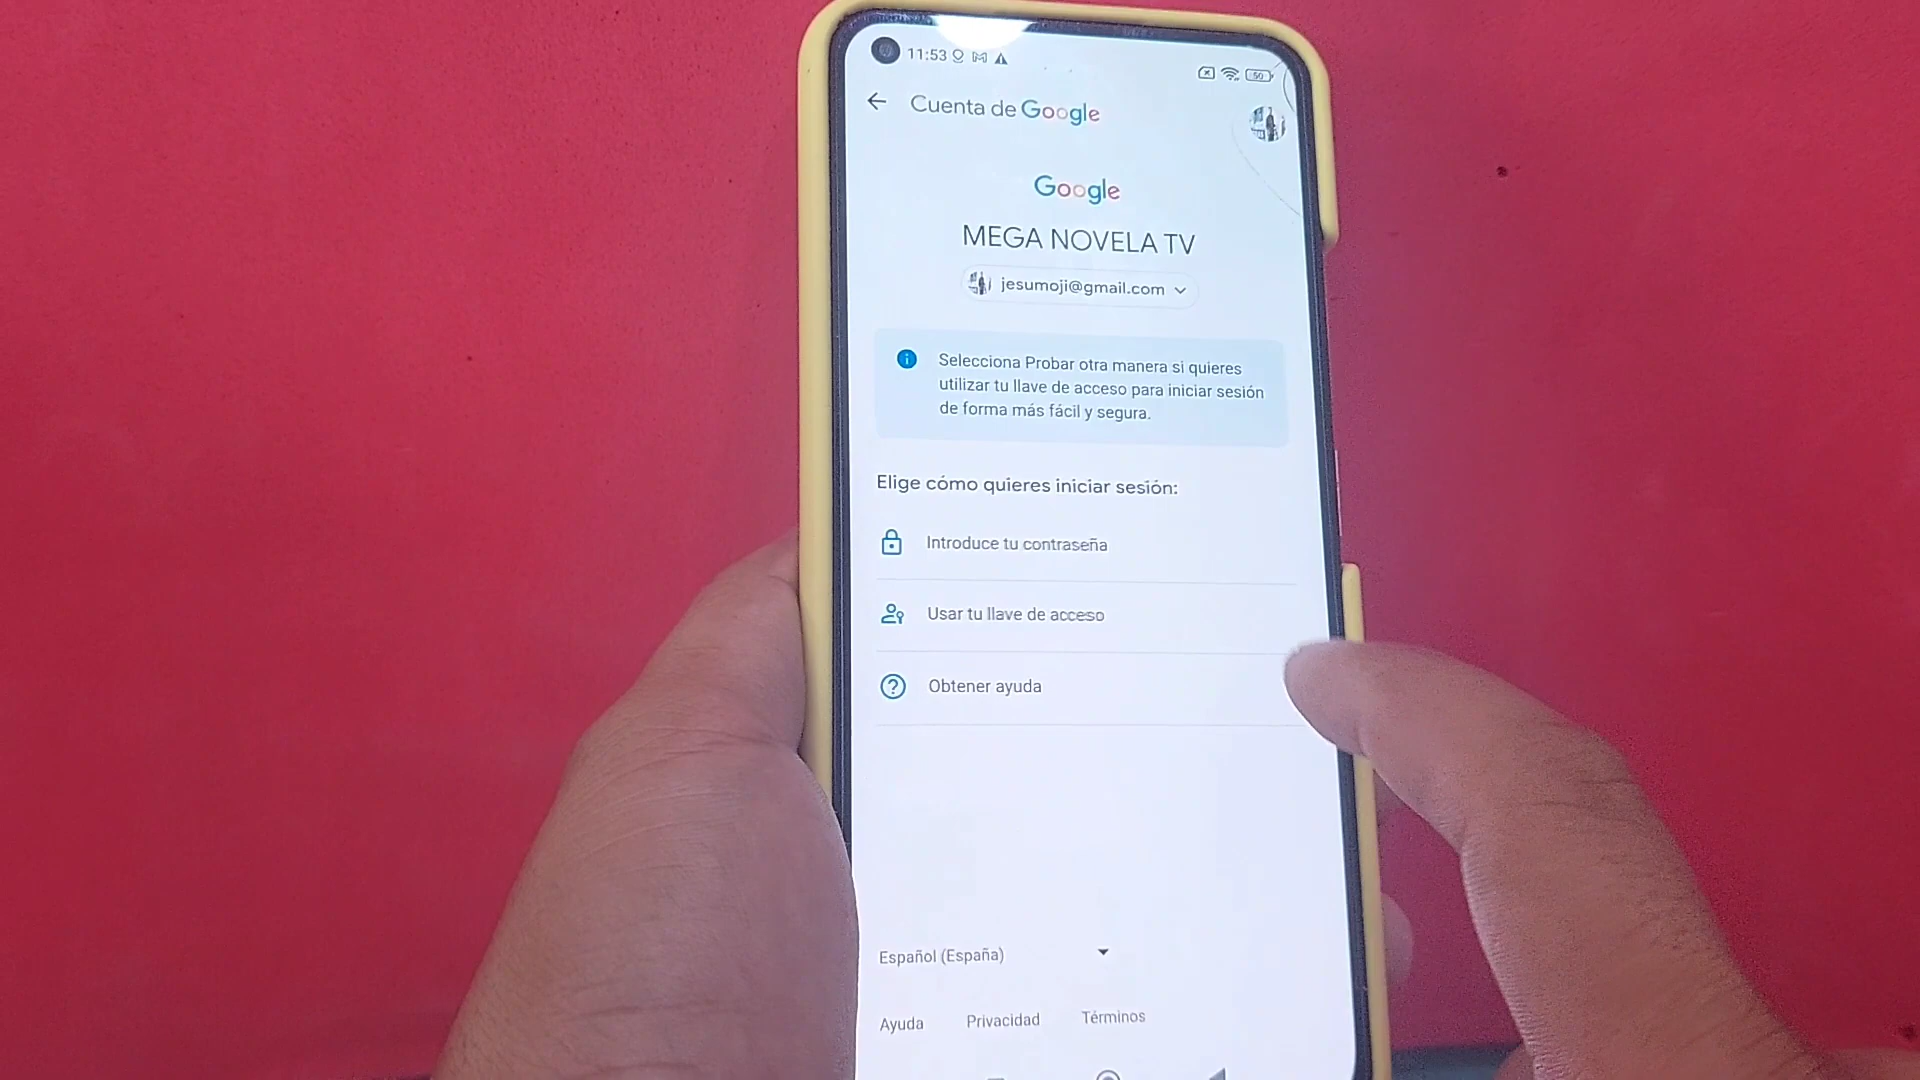 11:53
50
Cuenta de Google
Google
MEGA NOVELA TV
jesumoji@gmail.com
Selecciona Probar otra manera si quieres
utilizar tu llave de acceso para iniciar sesión
de forma más fácil y segura.
Elige cómo quieres iniciar sesión:
Introduce tu contraseña
Usar tu llave de acceso
Obtener ayuda
Español (España)
Ayuda Privacidad Términos